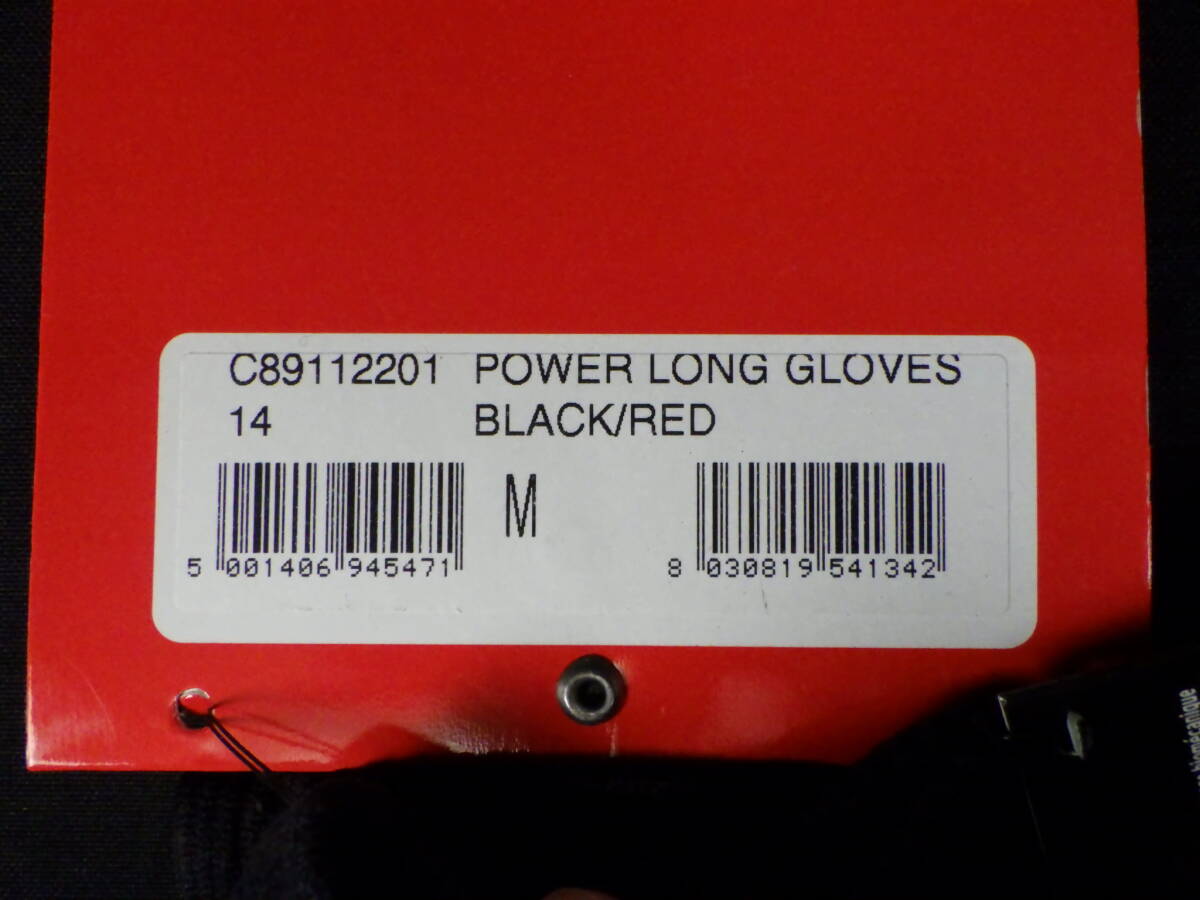 C89112201 POWER LONG GLOVES
14 BLACK/RED
M
5 001406 945471 8 030819 541342